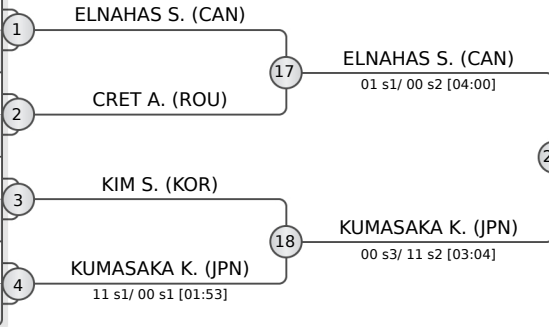 ELNAHAS S. (CAN)
1
17
ELNAHAS S. (CAN)
01 s1/ 00 s2 [04:00]
CRET A. (ROU)
2
KIM S. (KOR)
3
18
KUMASAKA K. (JPN)
00 s3/ 11 s2 [03:04]
KUMASAKA K. (JPN)
4
11 s1/ 00 s1 [01:53]